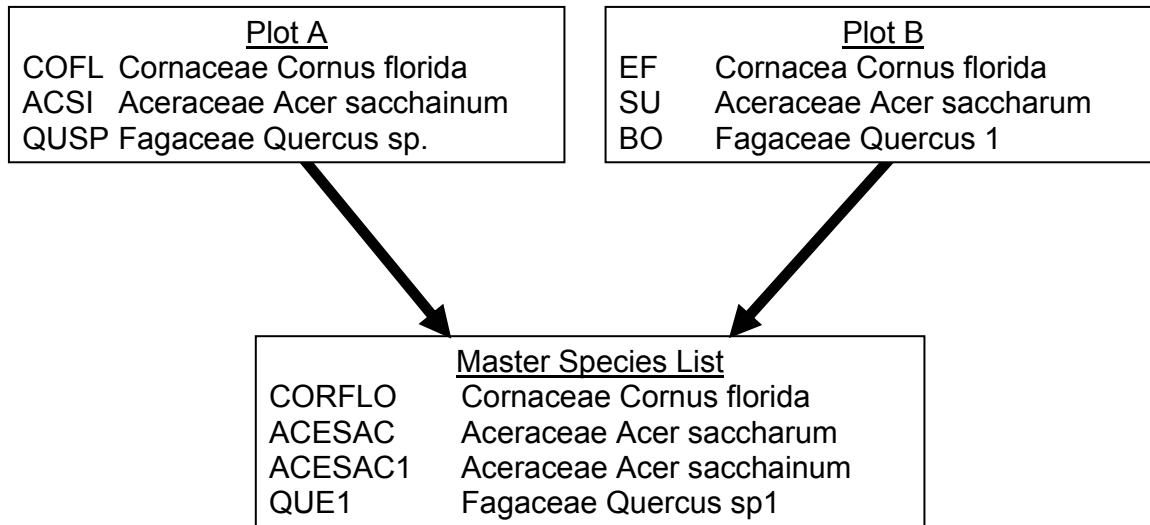 Plot A
COFL Cornaceae Cornus florida
ACSI Aceraceae Acer sacchainum
QUSP Fagaceae Quercus sp.
Plot B
EF Cornacea Cornus florida
SU Aceraceae Acer saccharum
BO Fagaceae Quercus 1
Master Species List
CORFLO Cornaceae Cornus florida
ACESAC Aceraceae Acer saccharum
ACESAC1 Aceraceae Acer sacchainum
QUE1 Fagaceae Quercus sp1